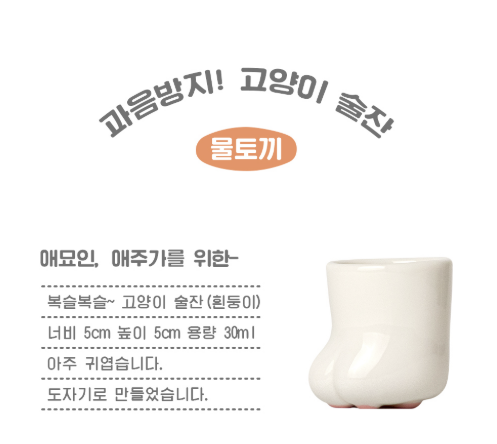 과음방지! 고양이 술잔
물토끼
애묘인, 애주가를 위한~
복슬복슬~ 고양이 술잔(흰둥이)
너비 5cm 높이 5cm 용량 30ml
아주 귀엽습니다.
도자기로 만들었습니다.